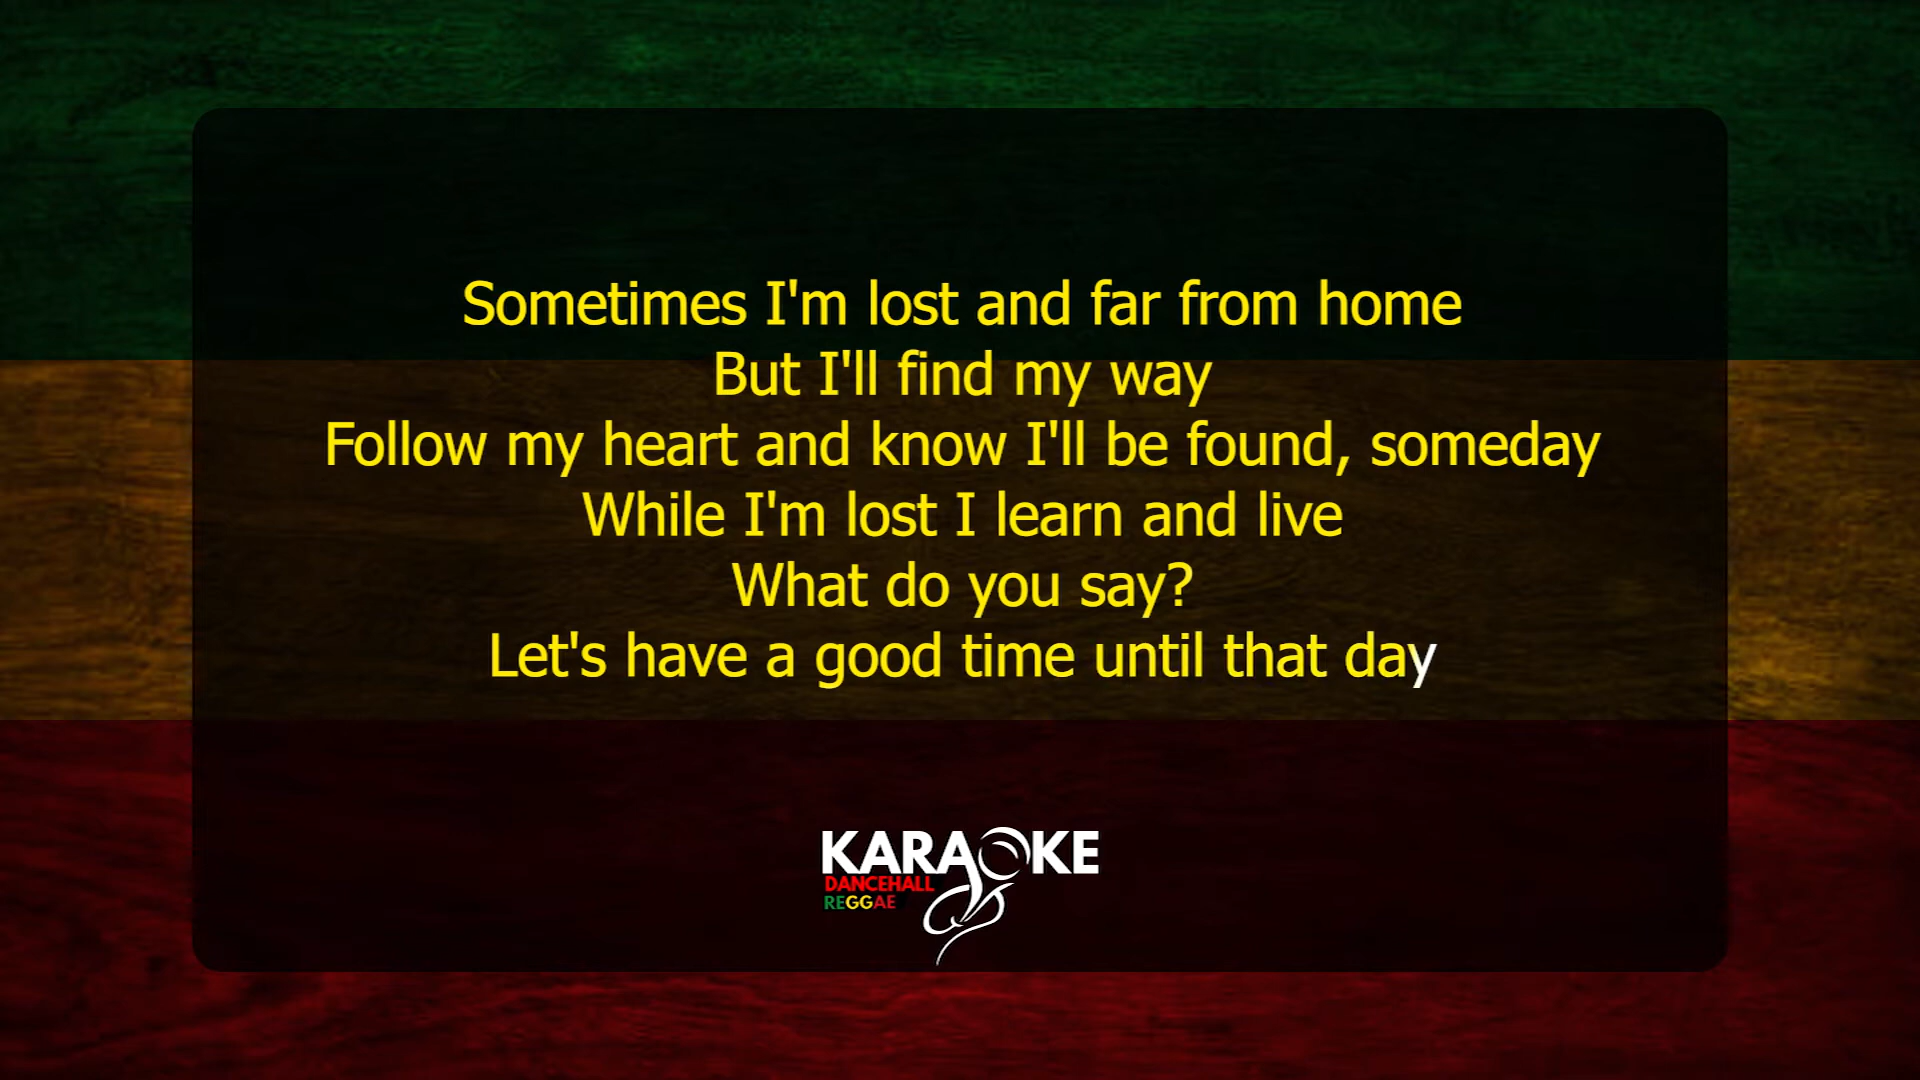 Sometimes I'm lost and far from home
But I'll find my way
Follow my heart and know I'll be found, someday
While I'm lost I learn and live
What do you say?
Let's have a good time until that day
KARAOKE
DANCEHALL
REGGAE